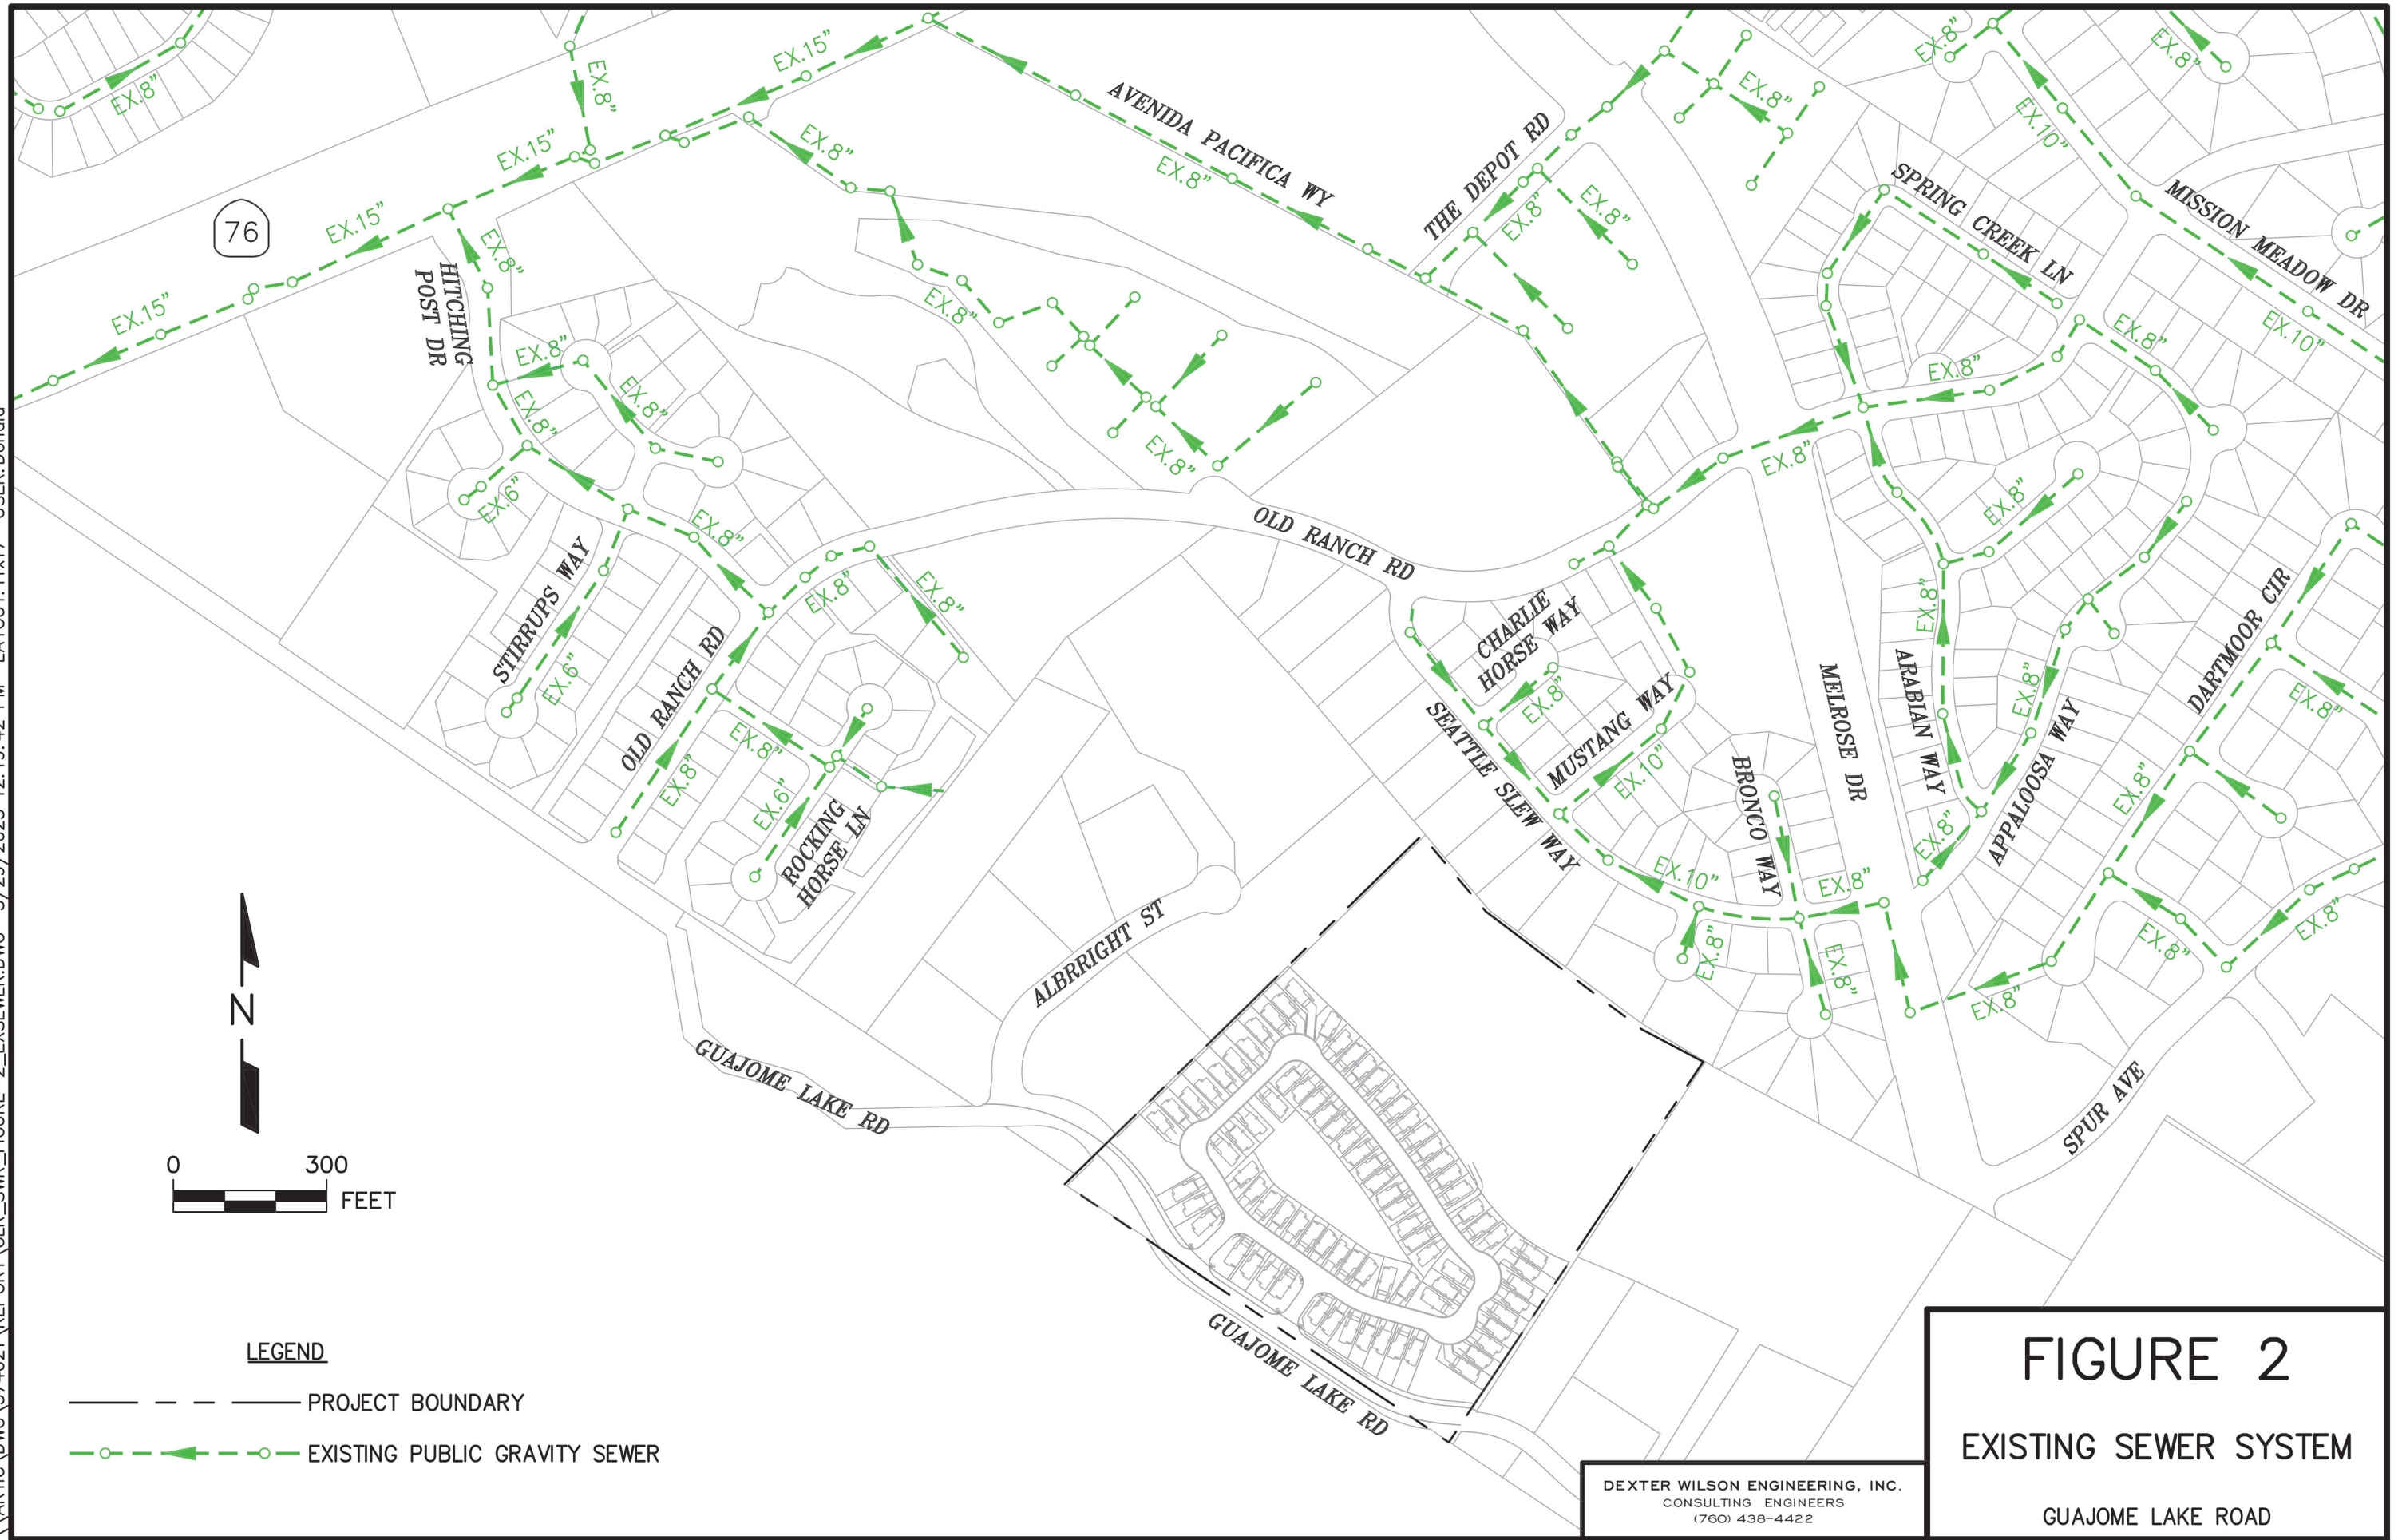 EX.8”
EX.8”
EX.15”
EX.15”
EX.15”
EX.15”
76
EX.8”
AVENIDA PACIFICA WY
EX.8”
THE DEPOT RD
EX.8”
EX.8”
EX.8”
EX.8”
EX.10”
EX.8”
SPRING CREEK LN
MISSION MEADOW DR
EX.10”
HITCHING
POST DR
EX.8”
EX.8”
EX.8”
EX.8”
EX.6”
EX.8”
EX.8”
EX.8”
EX.8”
EX.8”
EX.8”
EX.8”
EX.8”
OLD RANCH RD
STIRRUPS WAY
EX.6”
EX.8”
EX.8”
OLD RANCH RD
EX.8”
EX.8”
EX.6”
ROCKING
HORSE LN
CHARLIE
HORSE WAY
EX.8”
MUSTANG WAY
EX.10”
SEATTLE SLEW WAY
EX.10”
BRONCO WAY
MELROSE DR
EX.8”
EX.8”
EX.8”
ARABIAN WAY
EX.8”
EX.8”
EX.8”
APPALOOSA WAY
DARTMOOR CIR
EX.8”
EX.8”
EX.8”
EX.8”
EX.8”
SPUR AVE
ALBRRIGHT ST
GUAJOME LAKE RD
GUAJOME LAKE RD
N
0 300
FEET
LEGEND
PROJECT BOUNDARY
EXISTING PUBLIC GRAVITY SEWER
DEXTER WILSON ENGINEERING, INC.
CONSULTING ENGINEERS
(760) 438-4422
FIGURE 2
EXISTING SEWER SYSTEM
GUAJOME LAKE ROAD